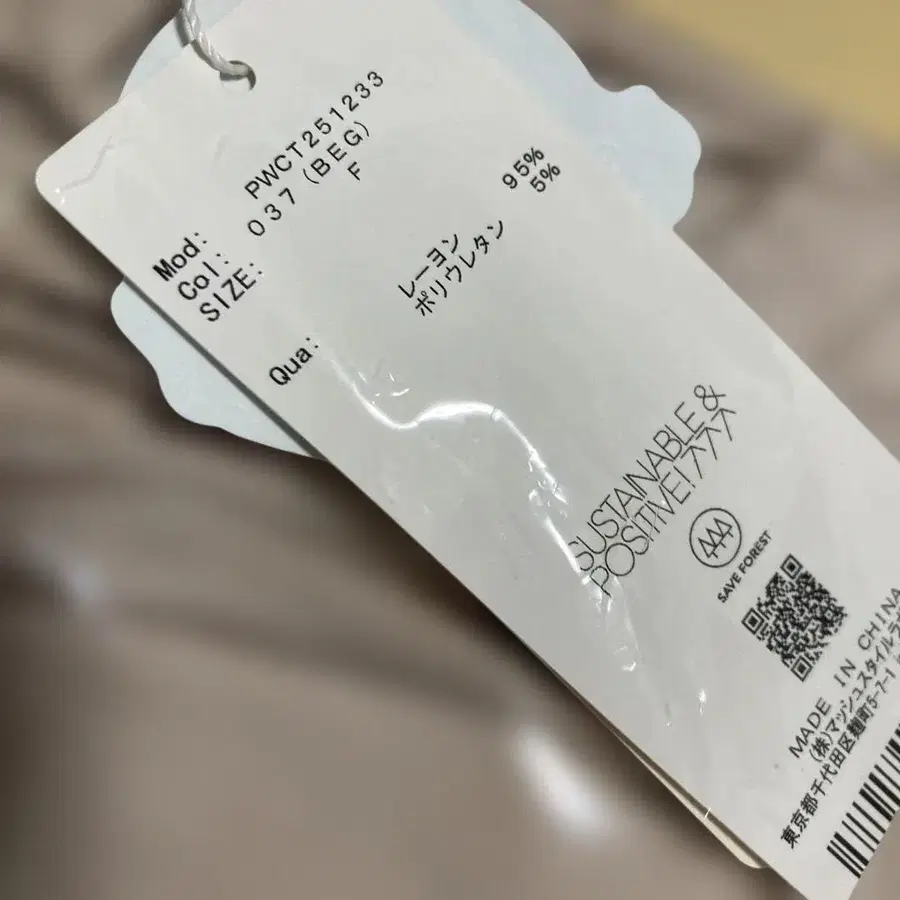 Mod: PWCT251233
Col: 037(BEG)
SIZE: F
Qua: レーヨン 95%
ポリウレタン 5%
SUSTAINABLE &
POSITIVE!
SAVE FOREST
MADE IN CHINA
(株)マッシュスタイルラボ
東京都千代田区麹町5-7-1